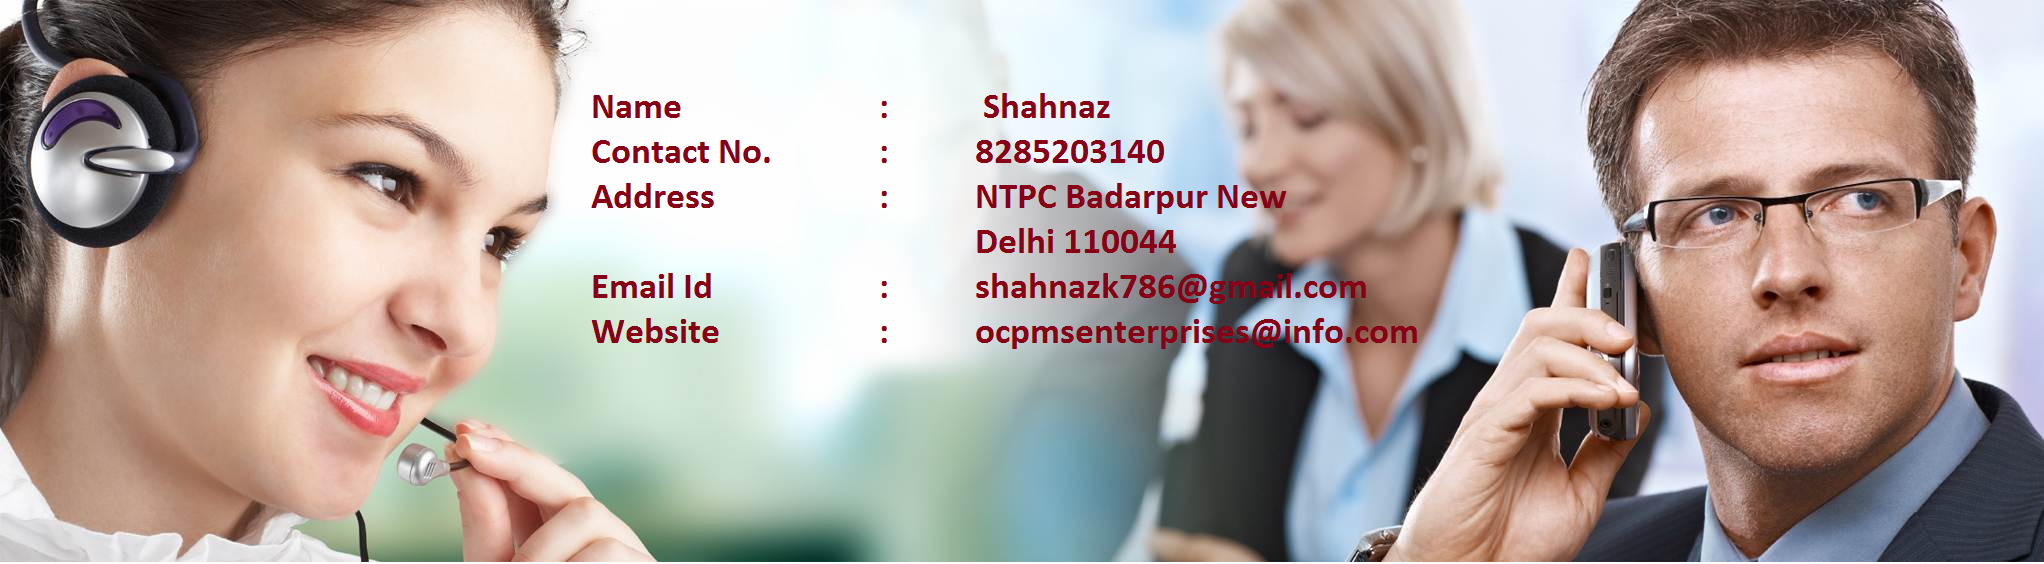 Name : Shahnaz
Contact No. : 8285203140
Address : NTPC Badarpur New
Delhi 110044
Email Id : shahnazk786@gmail.com
Website : ocpmsenterprises@info.com